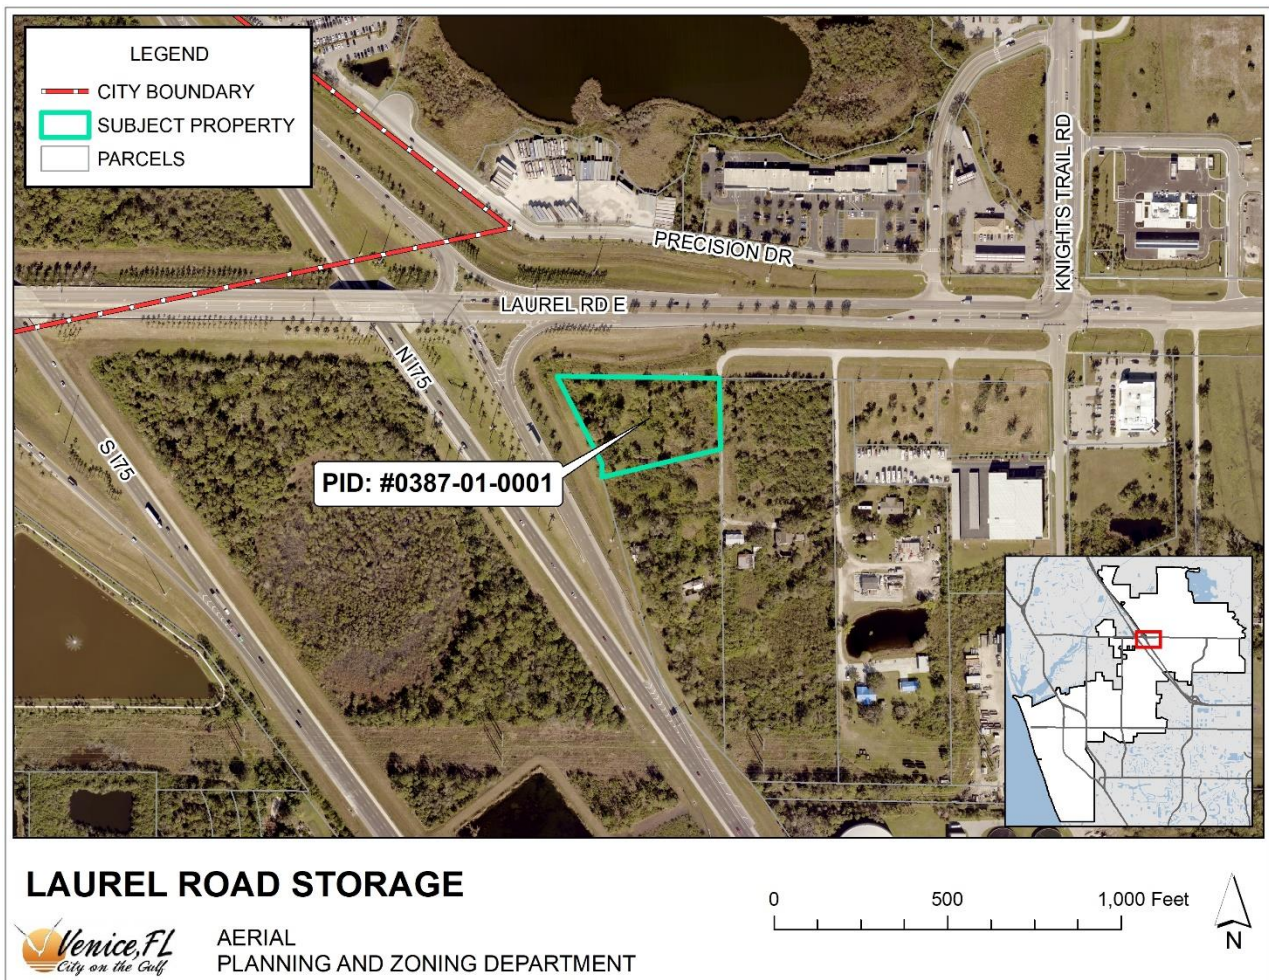 LEGEND
CITY BOUNDARY
SUBJECT PROPERTY
PARCELS
KNIGHTS TRAIL RD
PRECISION DR
LAUREL RD E
N I75
S I75
PID: #0387-01-0001
LAUREL ROAD STORAGE
0 500 1,000 Feet
N
Venice, FL
City on the Gulf
AERIAL
PLANNING AND ZONING DEPARTMENT